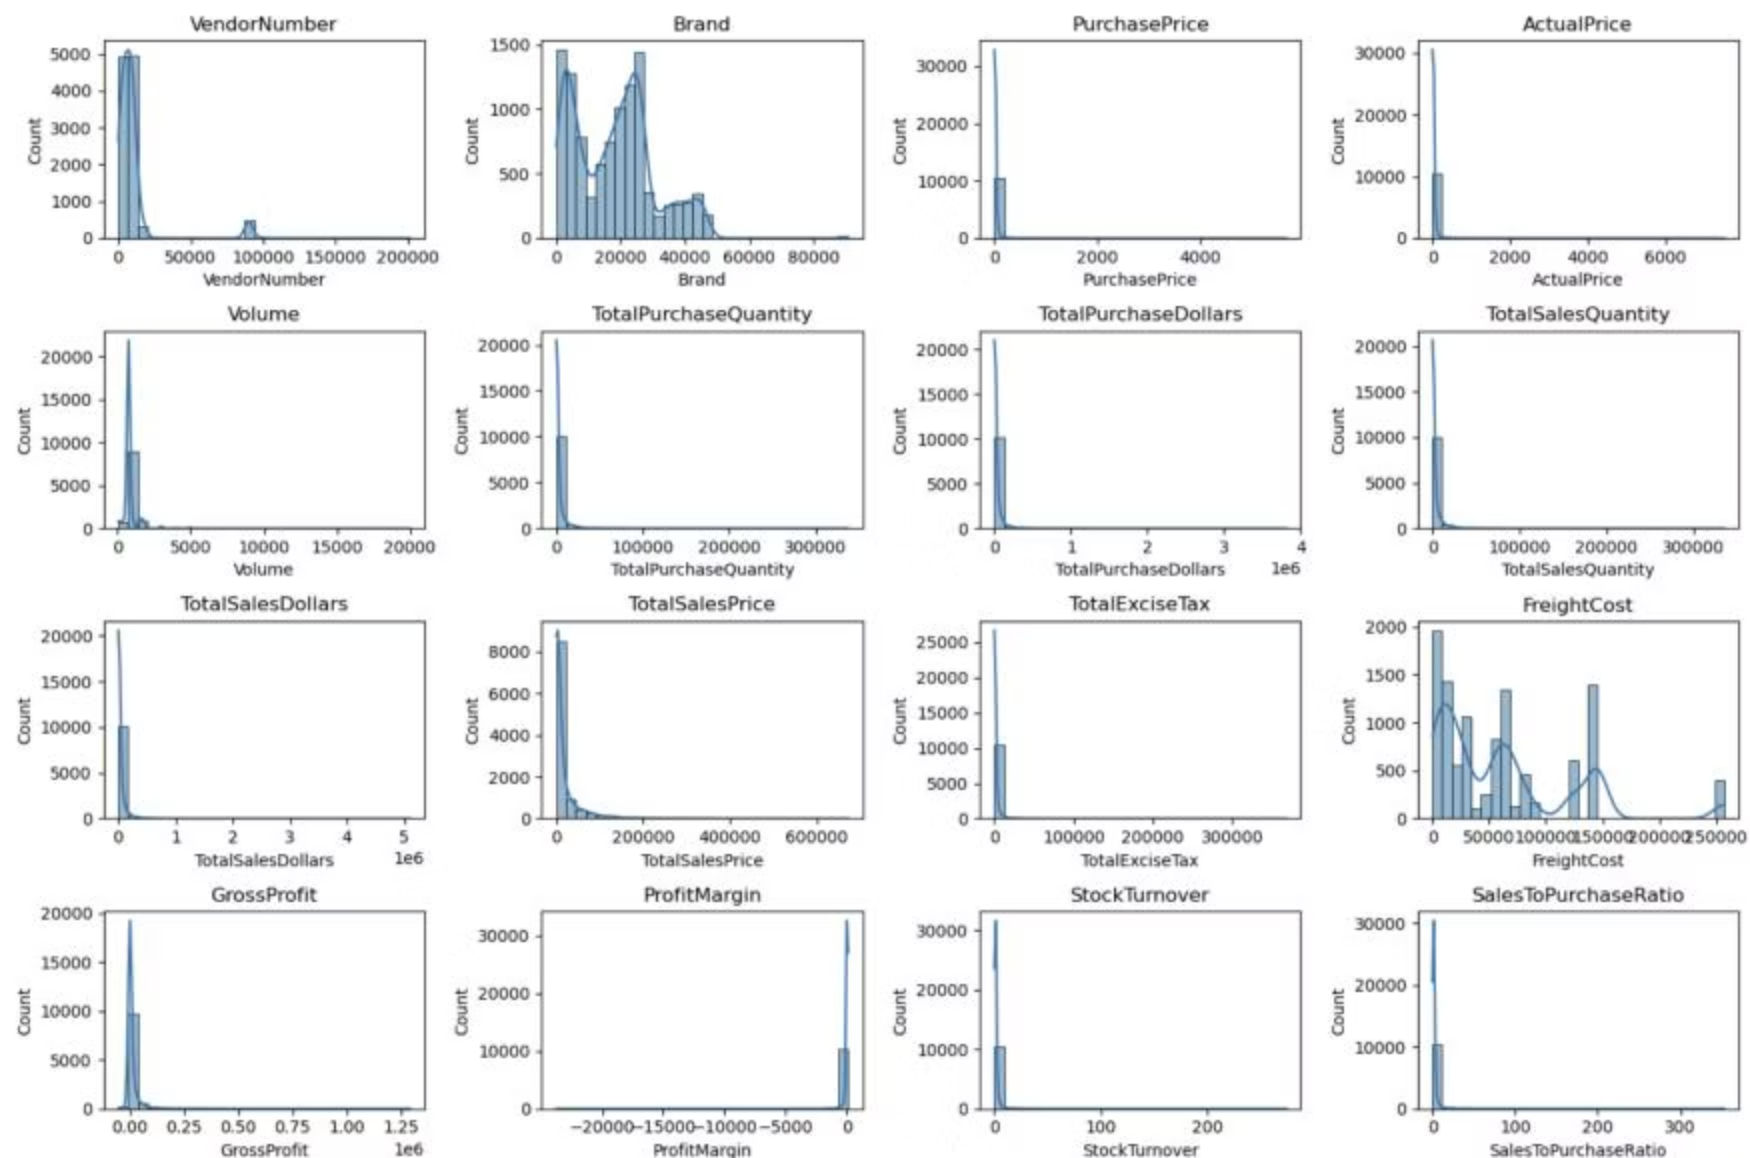 VendorNumber
5000
4000
3000
2000
1000
0
Count
0 50000 100000 150000 200000
VendorNumber
Brand
1500
1000
500
0
Count
0 20000 40000 60000 80000
Brand
PurchasePrice
30000
20000
10000
0
Count
0 2000 4000
PurchasePrice
ActualPrice
30000
20000
10000
0
Count
0 2000 4000 6000
ActualPrice
Volume
20000
15000
10000
5000
0
Count
0 5000 10000 15000 20000
Volume
TotalPurchaseQuantity
20000
15000
10000
5000
0
Count
0 100000 200000 300000
TotalPurchaseQuantity
TotalPurchaseDollars
20000
15000
10000
5000
0
Count
0 1 2 3 4
TotalPurchaseDollars 1e6
TotalSalesQuantity
20000
15000
10000
5000
0
Count
0 100000 200000 300000
TotalSalesQuantity
TotalSalesDollars
20000
15000
10000
5000
0
Count
0 1 2 3 4 5
TotalSalesDollars 1e6
TotalSalesPrice
8000
6000
4000
2000
0
Count
0 200000 400000 600000
TotalSalesPrice
TotalExciseTax
25000
20000
15000
10000
5000
0
Count
0 100000 200000 300000
TotalExciseTax
FreightCost
2000
1500
1000
500
0
Count
0 50000 100000 150000 200000 250000
FreightCost
GrossProfit
20000
15000
10000
5000
0
Count
0.00 0.25 0.50 0.75 1.00 1.25
GrossProfit 1e6
ProfitMargin
30000
20000
10000
0
Count
−20000 −15000 −10000 −5000 0
ProfitMargin
StockTurnover
30000
20000
10000
0
Count
0 100 200
StockTurnover
SalesToPurchaseRatio
30000
25000
20000
15000
10000
5000
0
Count
0 100 200 300
SalesToPurchaseRatio